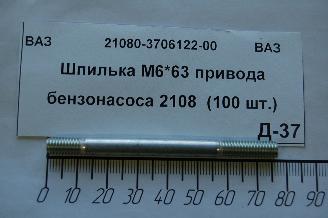 ВАЗ 21080-3706122-00 ВАЗ
Шпилька М6*63 привода
бензонасоса 2108 (100 шт.)
Д-37
0 10 20 30 40 50 60 70 80 90